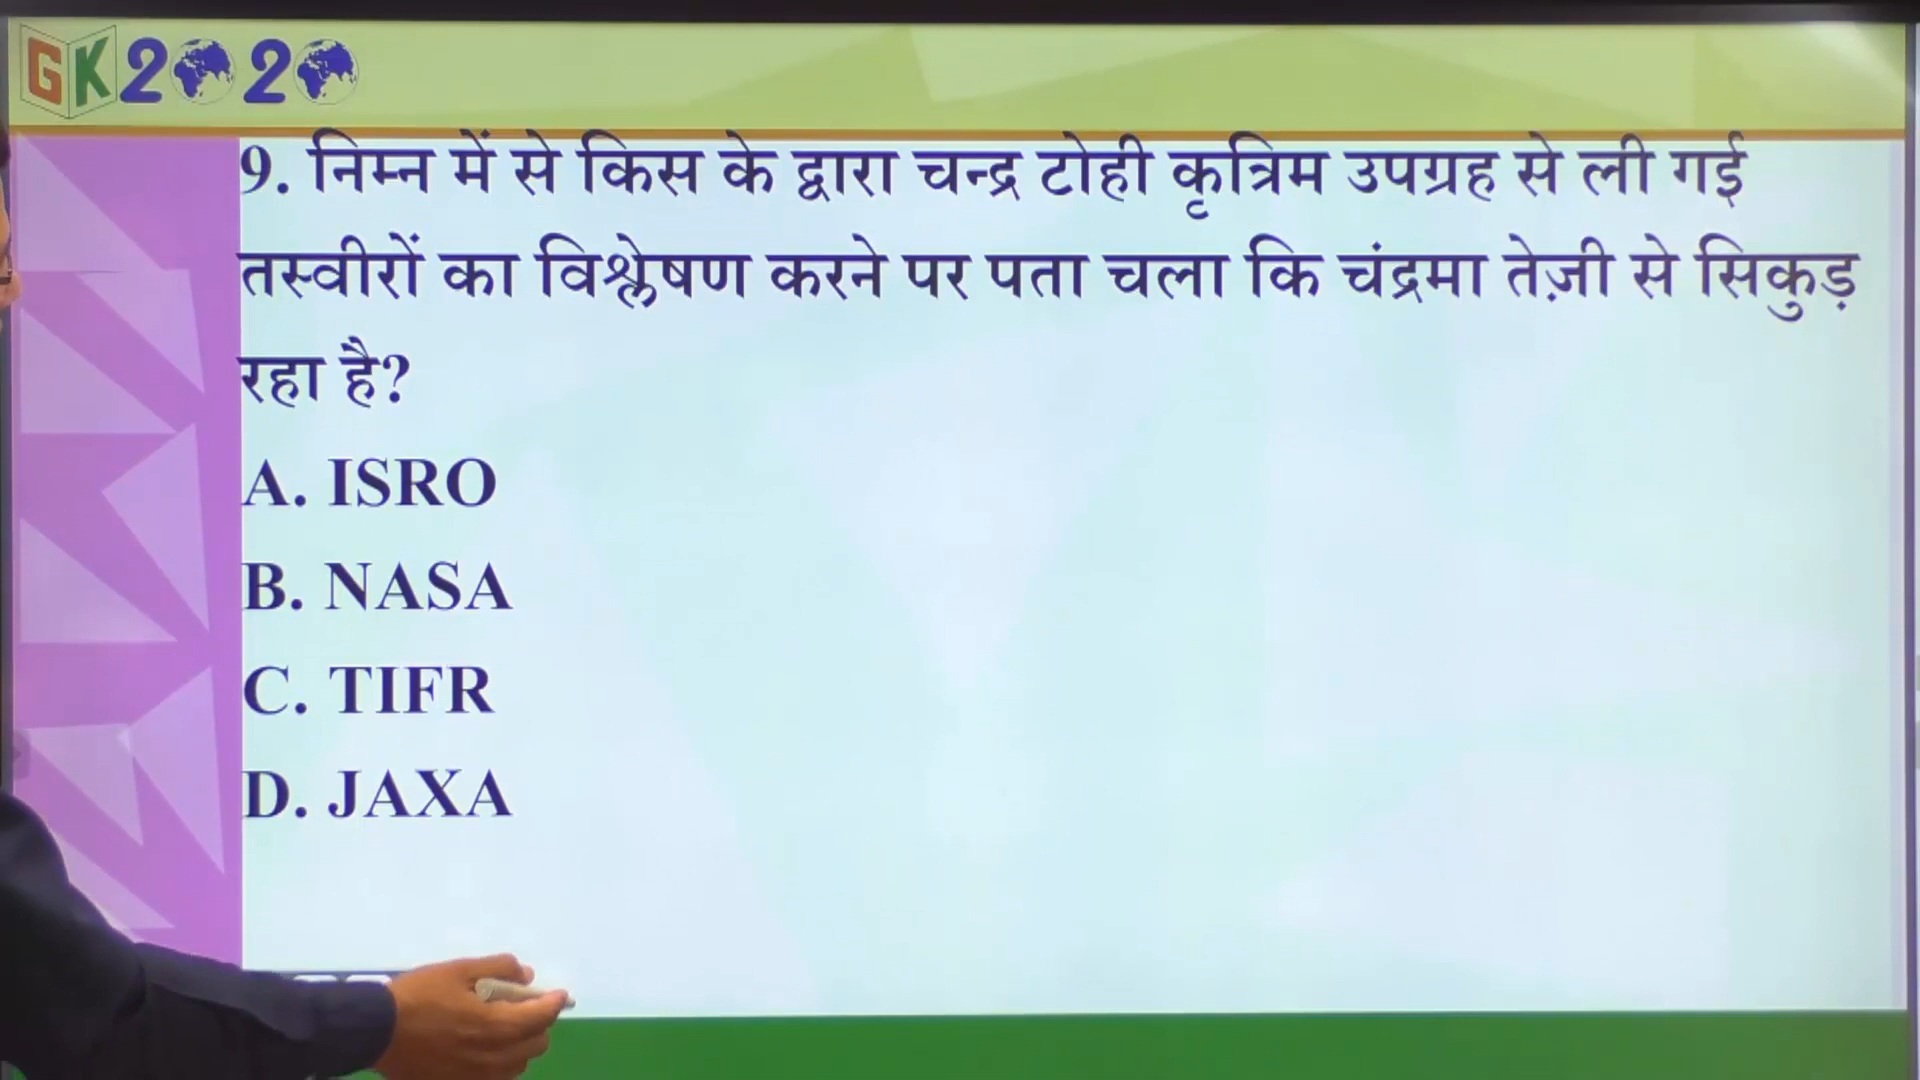 GK2020
9. निम्न में से किस के द्वारा चन्द्र टोही कृत्रिम उपग्रह से ली गई
तस्वीरों का विश्लेषण करने पर पता चला कि चंद्रमा तेज़ी से सिकुड़
रहा है?
A. ISRO
B. NASA
C. TIFR
D. JAXA